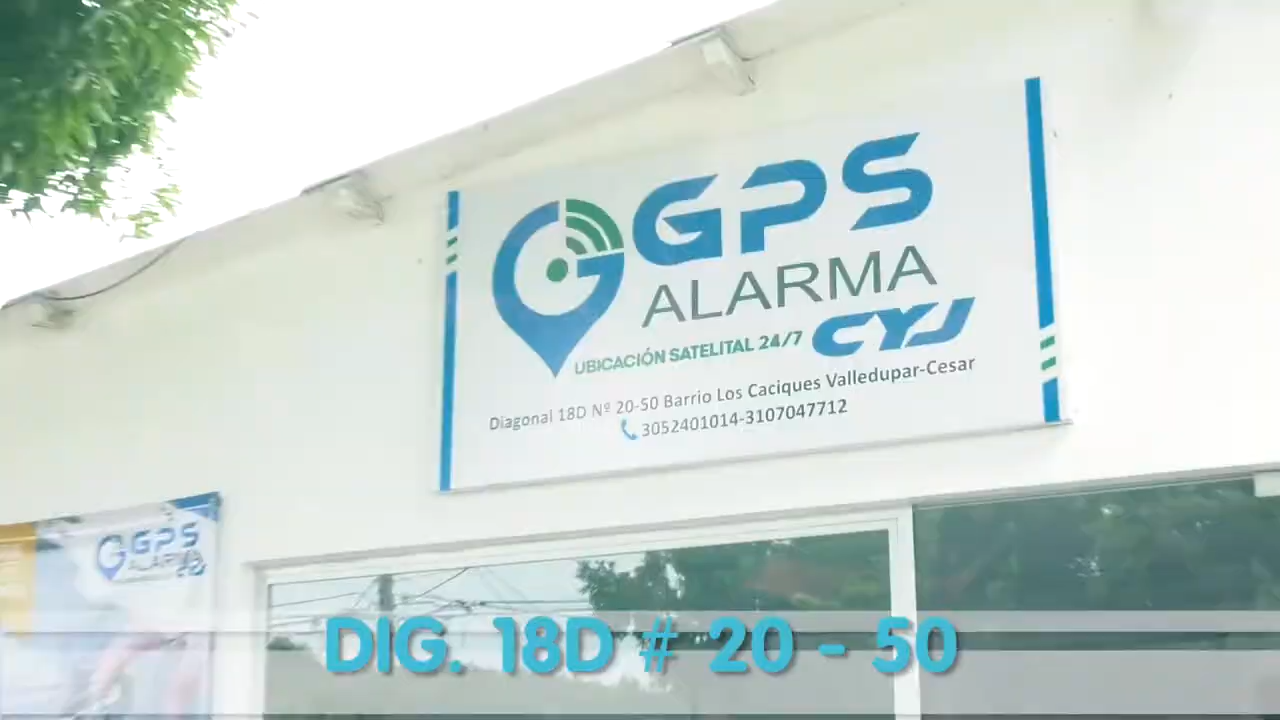 GPS
ALARMA
UBICACIÓN SATELITAL 24/7 CYJ
Diagonal 18D Nº 20-50 Barrio Los Caciques Valledupar-Cesar
3052401014-3107047712
GPS
ALARMA
DIG. 18D # 20 - 50